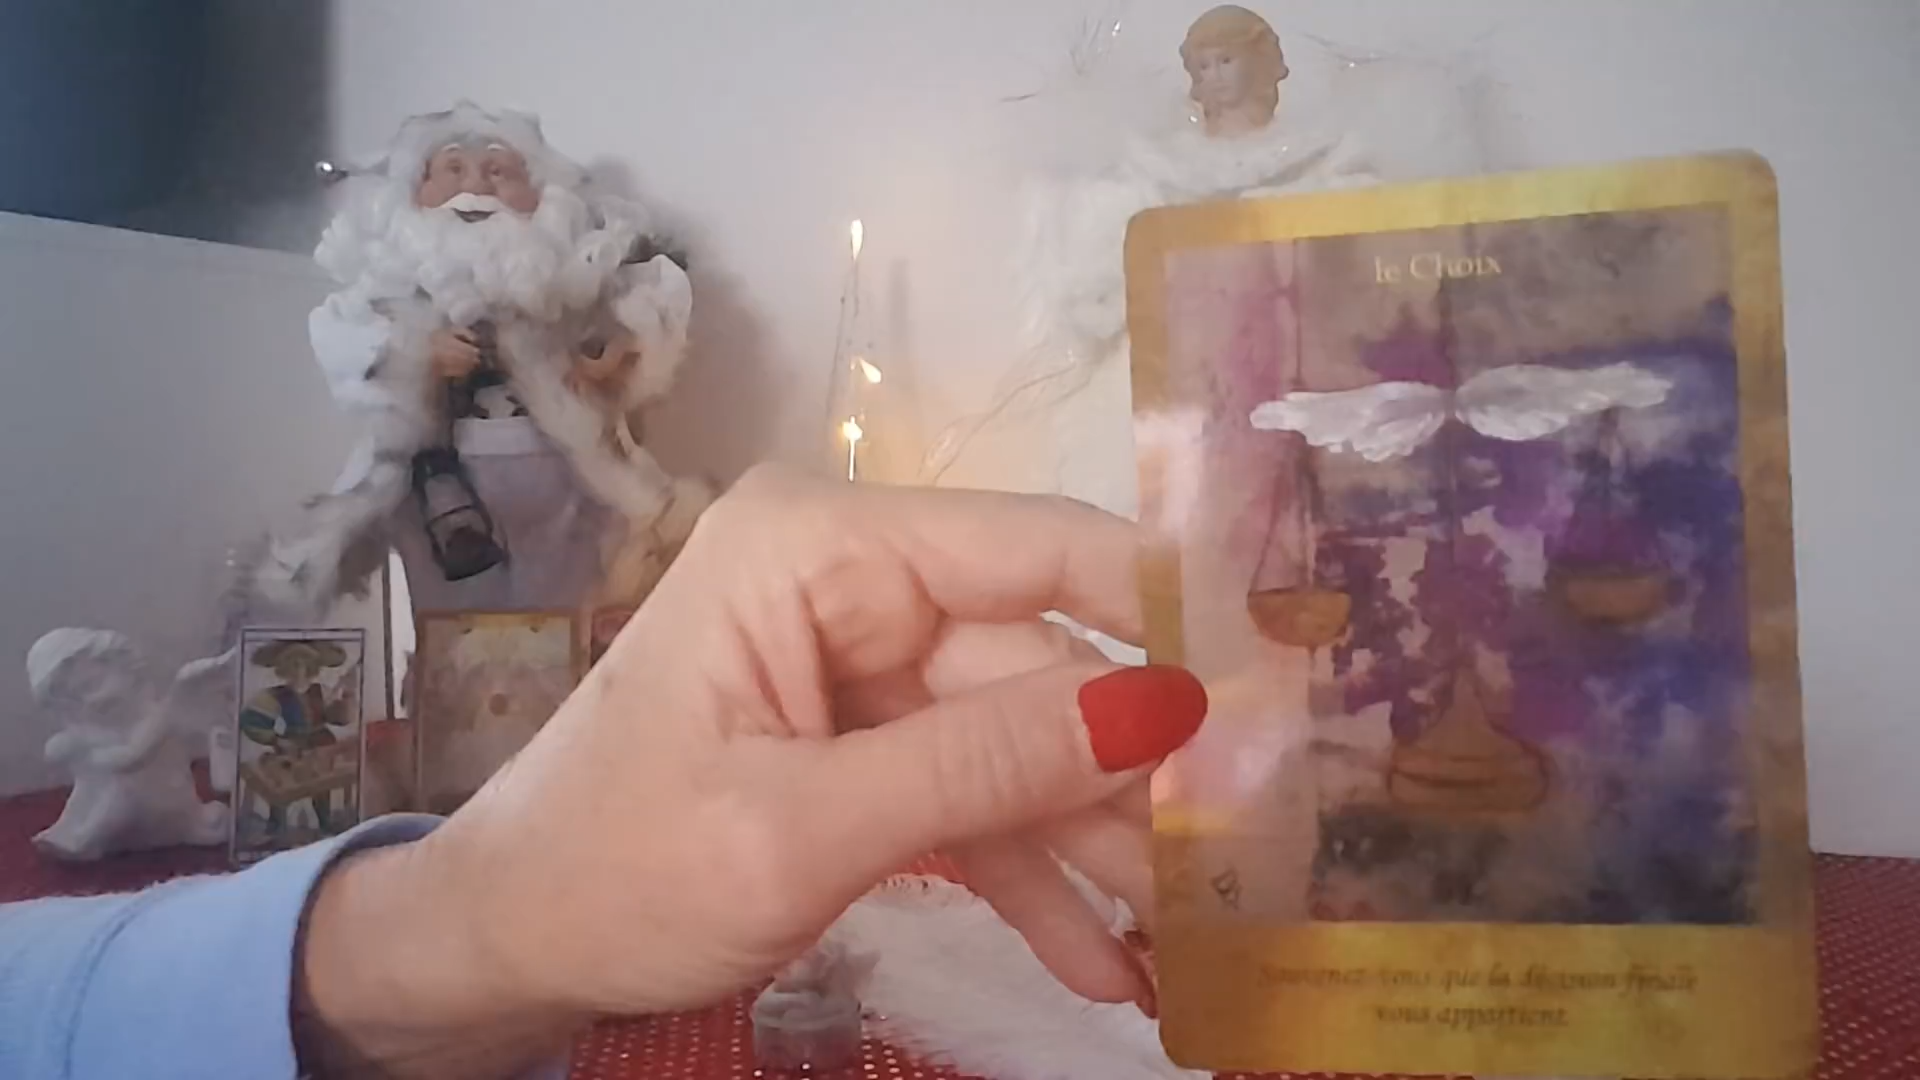 le Choix
Souvenez-vous que la décision finale
vous appartient.